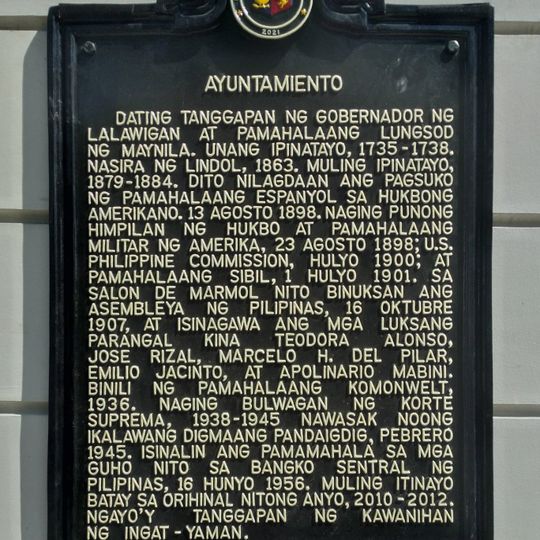 2021
AYUNTAMIENTO
DATING TANGGAPAN NG GOBERNADOR NG
LALAWIGAN AT PAMAHALAANG LUNGSOD
NG MAYNILA. UNANG IPINATAYO, 1735-1738.
NASIRA NG LINDOL, 1863. MULING IPINATAYO,
1879-1884. DITO NILAGDAAN ANG PAGSUKO
NG PAMAHALAANG ESPANYOL SA HUKBONG
AMERIKANO. 13 AGOSTO 1898. NAGING PUNONG
HIMPILAN NG HUKBO AT PAMAHALAANG
MILITAR NG AMERIKA, 23 AGOSTO 1898; U.S.
PHILIPPINE COMMISSION, HULYO 1900; AT
PAMAHALAANG SIBIL, 1 HULYO 1901. SA
SALON DE MARMOL NITO BINUKSAN ANG
ASEMBLEYA NG PILIPINAS, 16 OKTUBRE
1907, AT ISINAGAWA ANG MGA LUKSANG
PARANGAL KINA TEODORA ALONSO,
JOSE RIZAL, MARCELO H. DEL PILAR,
EMILIO JACINTO, AT APOLINARIO MABINI.
BINILI NG PAMAHALAANG KOMONWELT,
1936. NAGING BULWAGAN NG KORTE
SUPREMA, 1938-1945 NAWASAK NOONG
IKALAWANG DIGMAANG PANDAIGDIG, PEBRERO
1945. ISINALIN ANG PAMAMAHALA SA MGA
GUHO NITO SA BANGKO SENTRAL NG
PILIPINAS, 16 HUNYO 1956. MULING ITINAYO
BATAY SA ORIHINAL NITONG ANYO, 2010-2012.
NGAYO'Y TANGGAPAN NG KAWANIHAN
NG INGAT-YAMAN.